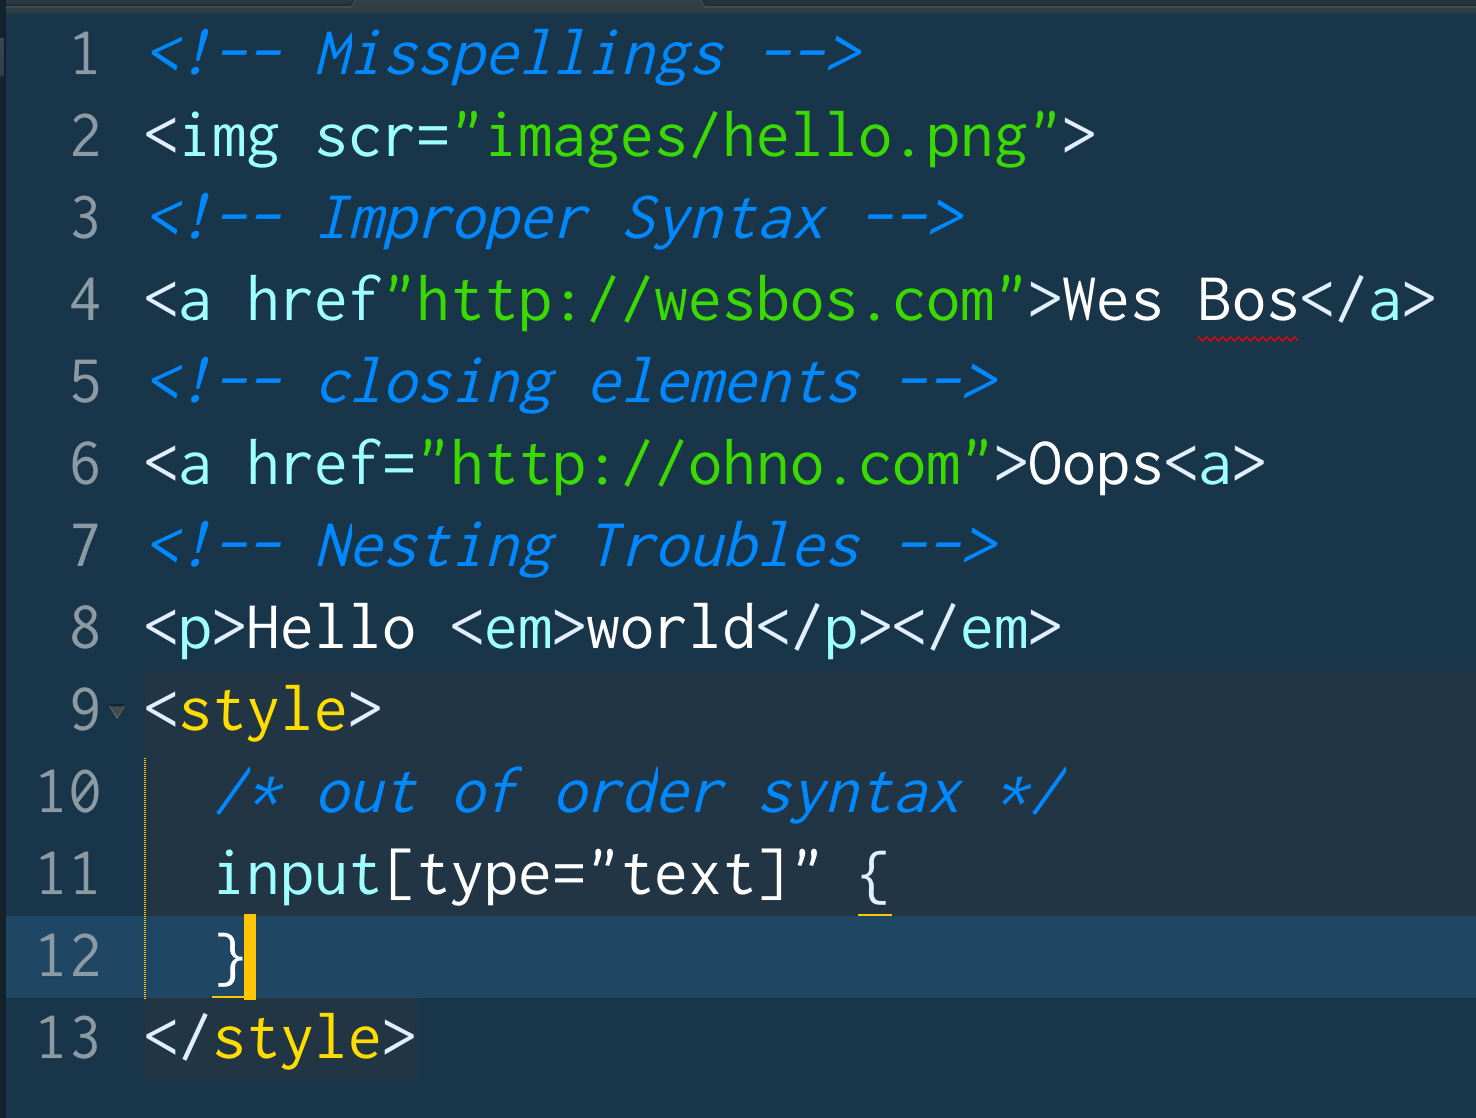 1 <!-- Misspellings -->
2 <img scr="images/hello.png">
3 <!-- Improper Syntax -->
4 <a href"http://wesbos.com">Wes Bos</a>
5 <!-- closing elements -->
6 <a href="http://ohno.com">Oops<a>
7 <!-- Nesting Troubles -->
8 <p>Hello <em>world</p></em>
9 <style>
10   /* out of order syntax */
11   input[type="text]" {
12   }
13 </style>